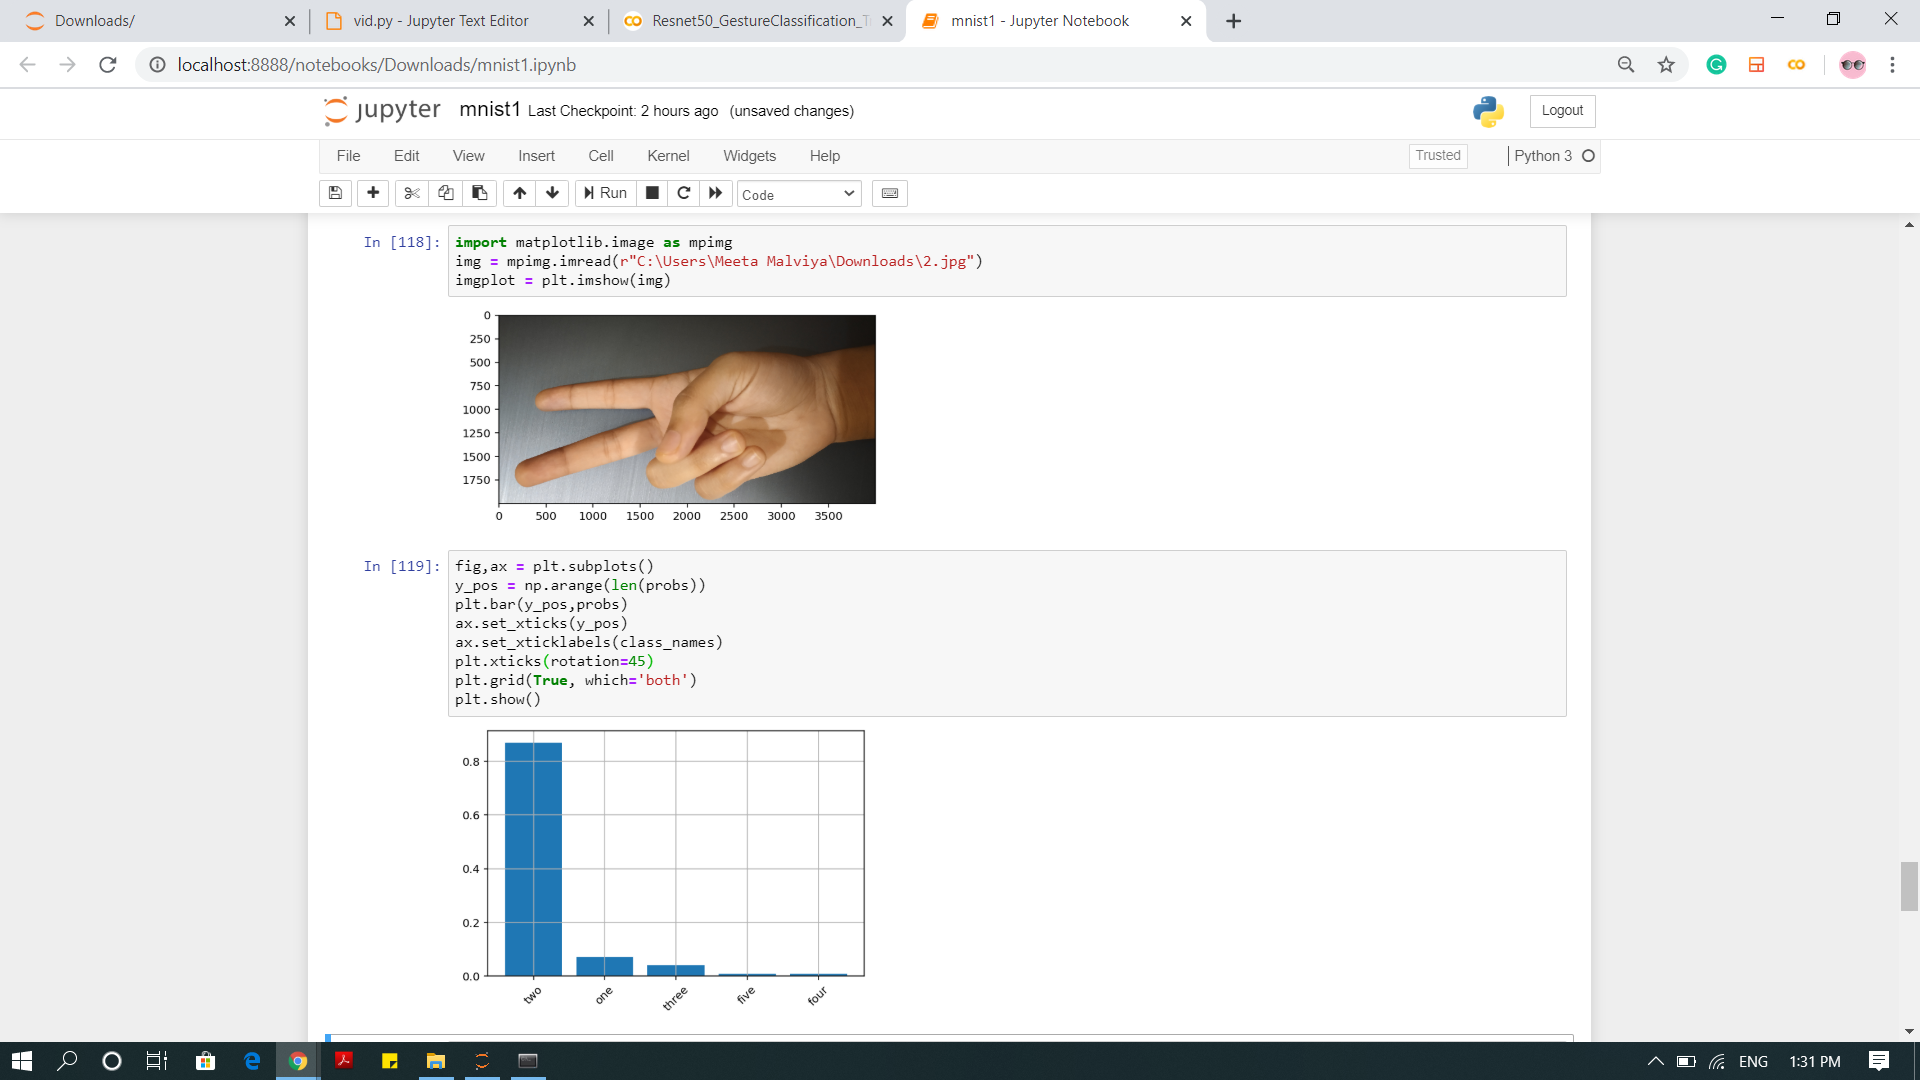 Downloads/
vid.py - Jupyter Text Editor
Resnet50_GestureClassification_T
mnist1 - Jupyter Notebook
localhost:8888/notebooks/Downloads/mnist1.ipynb
jupyter mnist1 Last Checkpoint: 2 hours ago (unsaved changes)
Logout
File Edit View Insert Cell Kernel Widgets Help
Trusted
Python 3
Run
Code
In [118]:
import matplotlib.image as mpimg
img = mpimg.imread(r"C:\Users\Meeta Malviya\Downloads\2.jpg")
imgplot = plt.imshow(img)
0
250
500
750
1000
1250
1500
1750
0 500 1000 1500 2000 2500 3000 3500
In [119]:
fig,ax = plt.subplots()
y_pos = np.arange(len(probs))
plt.bar(y_pos,probs)
ax.set_xticks(y_pos)
ax.set_xticklabels(class_names)
plt.xticks(rotation=45)
plt.grid(True, which='both')
plt.show()
0.8
0.6
0.4
0.2
0.0
two one three five four
ENG 1:31 PM